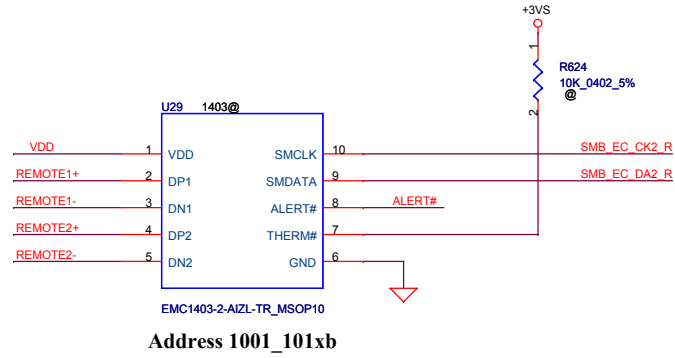 +3VS
1
R624
10K_0402_5%
@
2
U29 1403@
VDD 1 VDD SMCLK 10 SMB_EC_CK2_R
REMOTE1+ 2 DP1 SMDATA 9 SMB_EC_DA2_R
REMOTE1- 3 DN1 ALERT# 8 ALERT#
REMOTE2+ 4 DP2 THERM# 7
REMOTE2- 5 DN2 GND 6
EMC1403-2-AIZL-TR_MSOP10
Address 1001_101xb